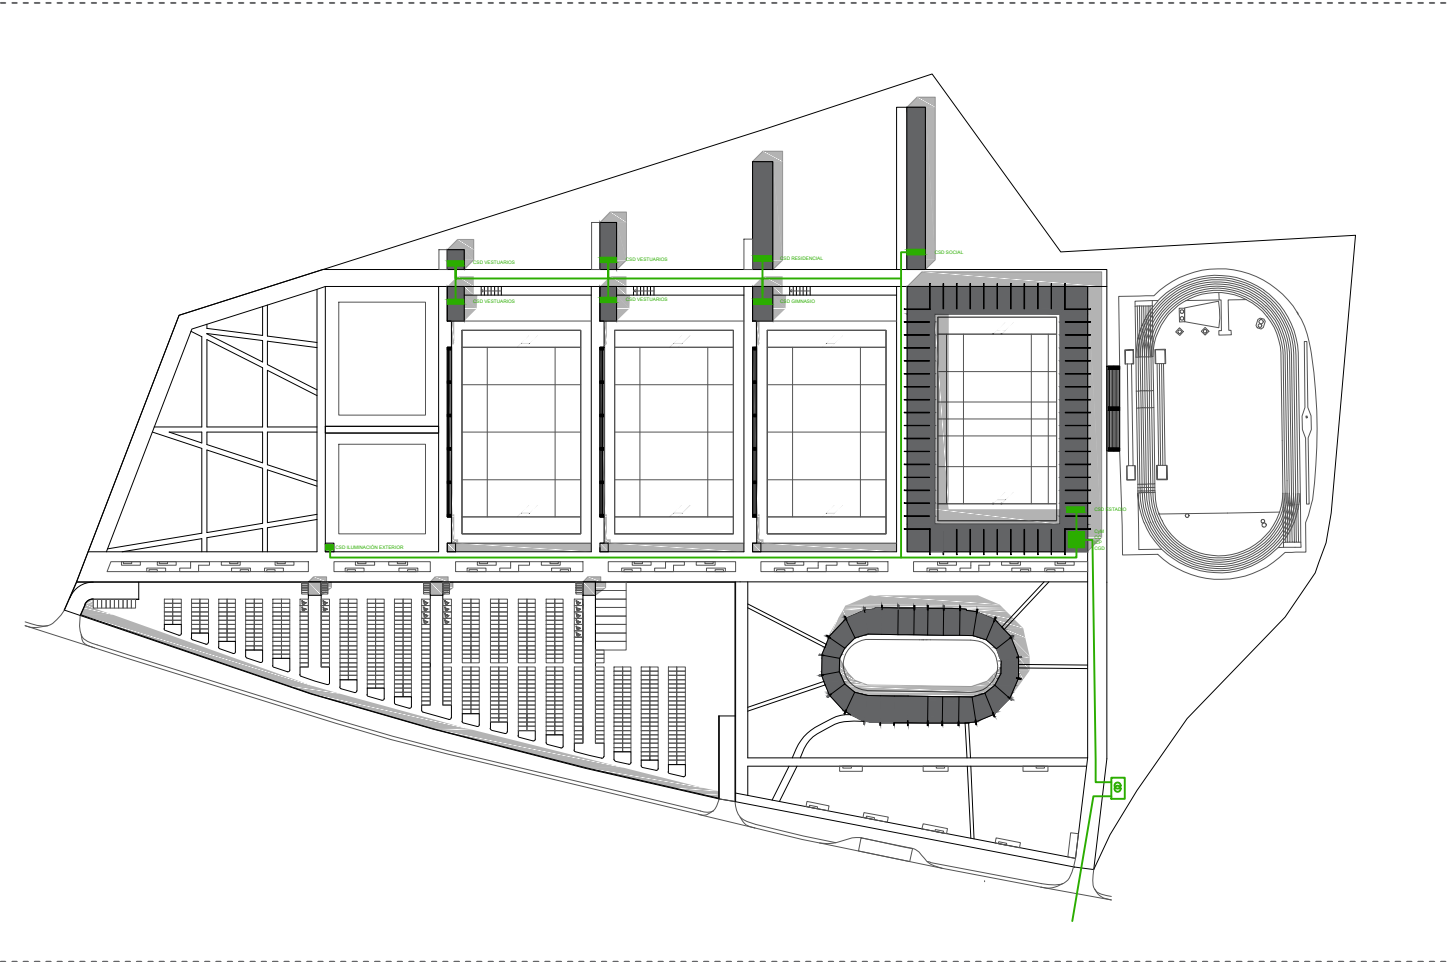 CSD SOCIAL
CSD VESTUARIOS
CSD VESTUARIOS
CSD RESIDENCIAL
CSD VESTUARIOS
CSD VESTUARIOS
CSD GIMNASIO
CSD ESTADIO
CSD ILUMINACIÓN EXTERIOR
CGD